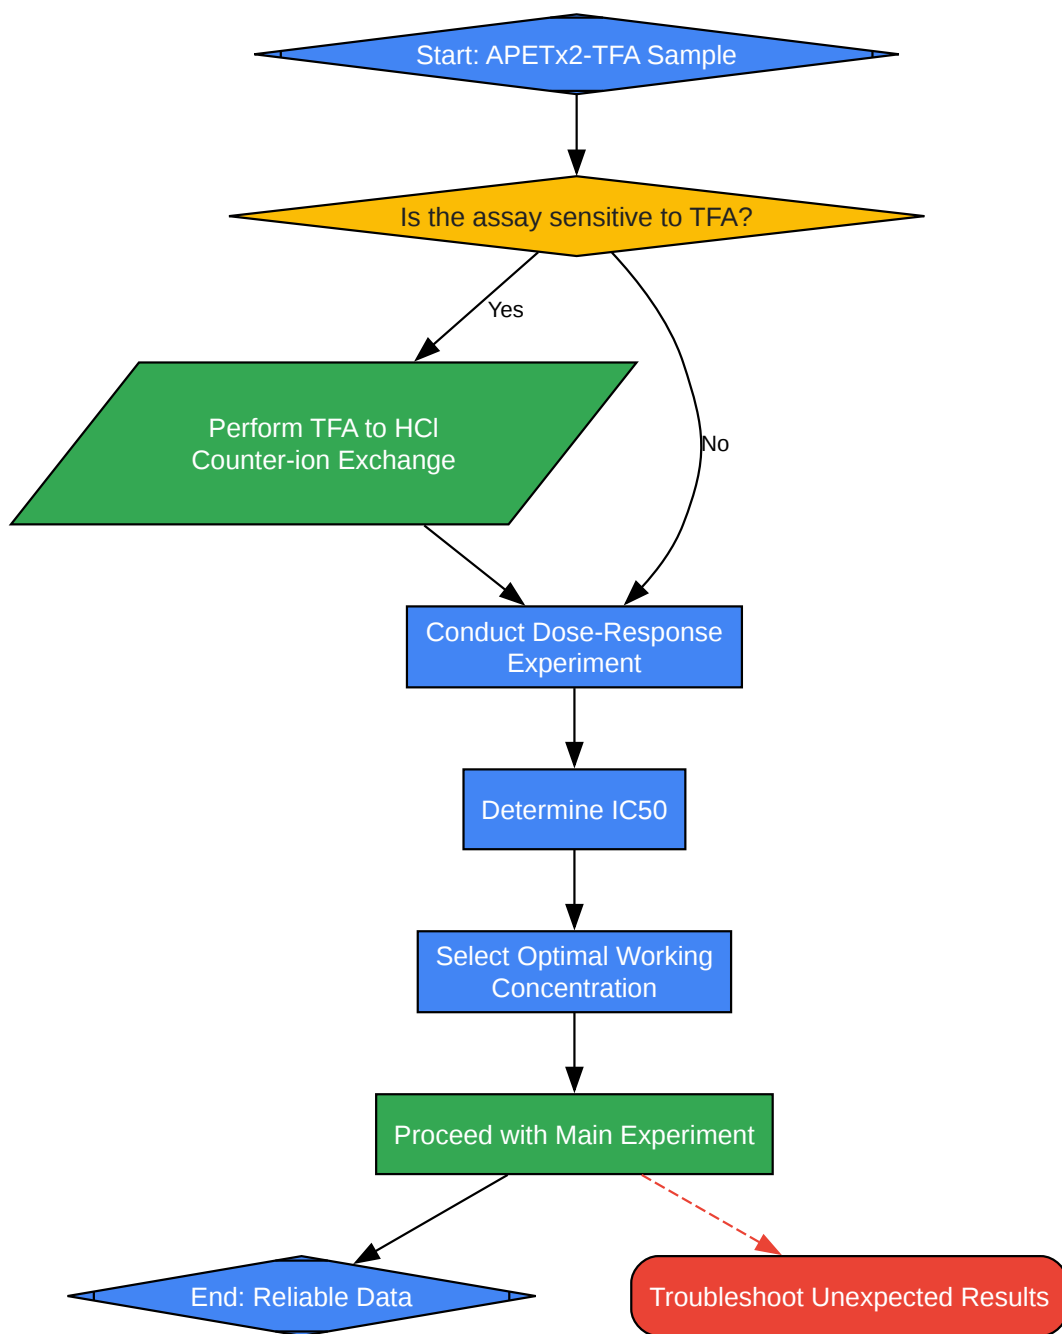 Start: APETx2-TFA Sample
Is the assay sensitive to TFA?
Yes
Perform TFA to HCl
Counter-ion Exchange
No
Conduct Dose-Response
Experiment
Determine IC50
Select Optimal Working
Concentration
Proceed with Main Experiment
End: Reliable Data
Troubleshoot Unexpected Results